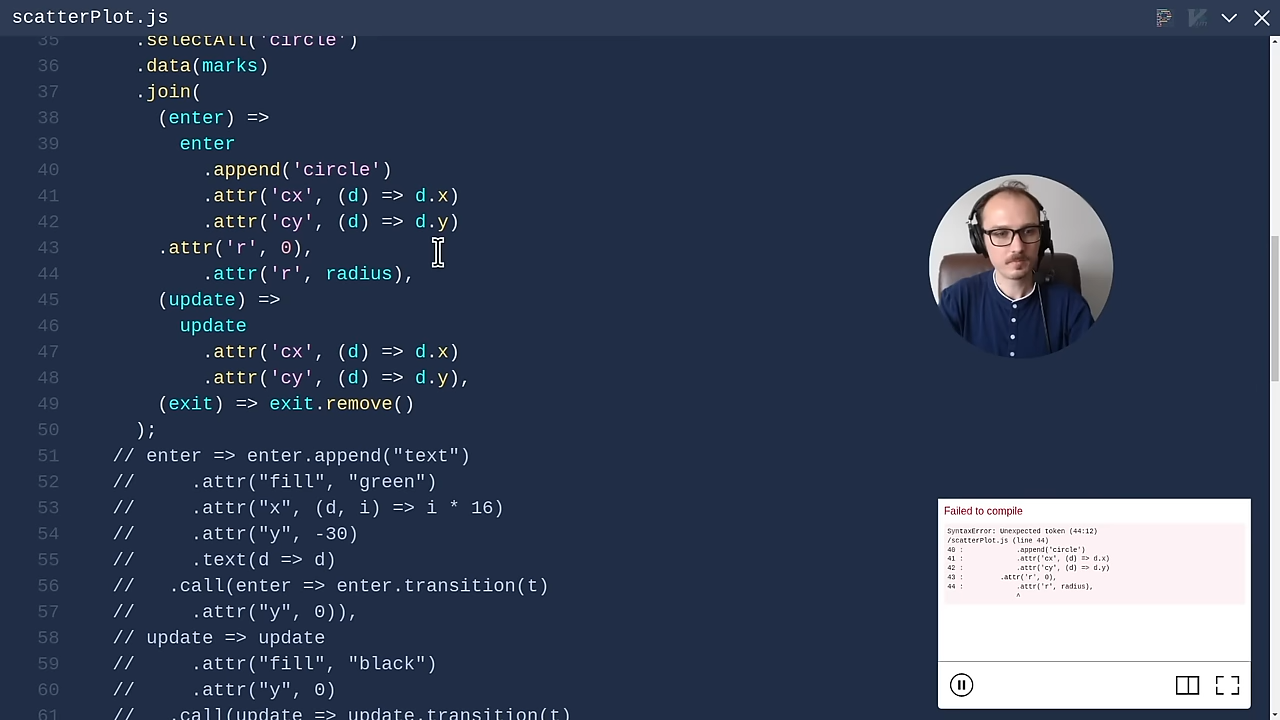 scatterPlot.js
35 .selectAll('circle')
36 .data(marks)
37 .join(
38 (enter) =>
39 enter
40 .append('circle')
41 .attr('cx', (d) => d.x)
42 .attr('cy', (d) => d.y)
43 .attr('r', 0),
44 .attr('r', radius),
45 (update) =>
46 update
47 .attr('cx', (d) => d.x)
48 .attr('cy', (d) => d.y),
49 (exit) => exit.remove()
50 );
51 // enter => enter.append("text")
52 // .attr("fill", "green")
53 // .attr("x", (d, i) => i * 16)
54 // .attr("y", -30)
55 // .text(d => d)
56 // .call(enter => enter.transition(t)
57 // .attr("y", 0)),
58 // update => update
59 // .attr("fill", "black")
60 // .attr("y", 0)
61 // .call(update => update.transition(t)
Failed to compile
SyntaxError: Unexpected token (44:12)
/scatterPlot.js (line 44)
40 : .append('circle')
41 : .attr('cx', (d) => d.x)
42 : .attr('cy', (d) => d.y)
43 : .attr('r', 0),
44 : .attr('r', radius),
^